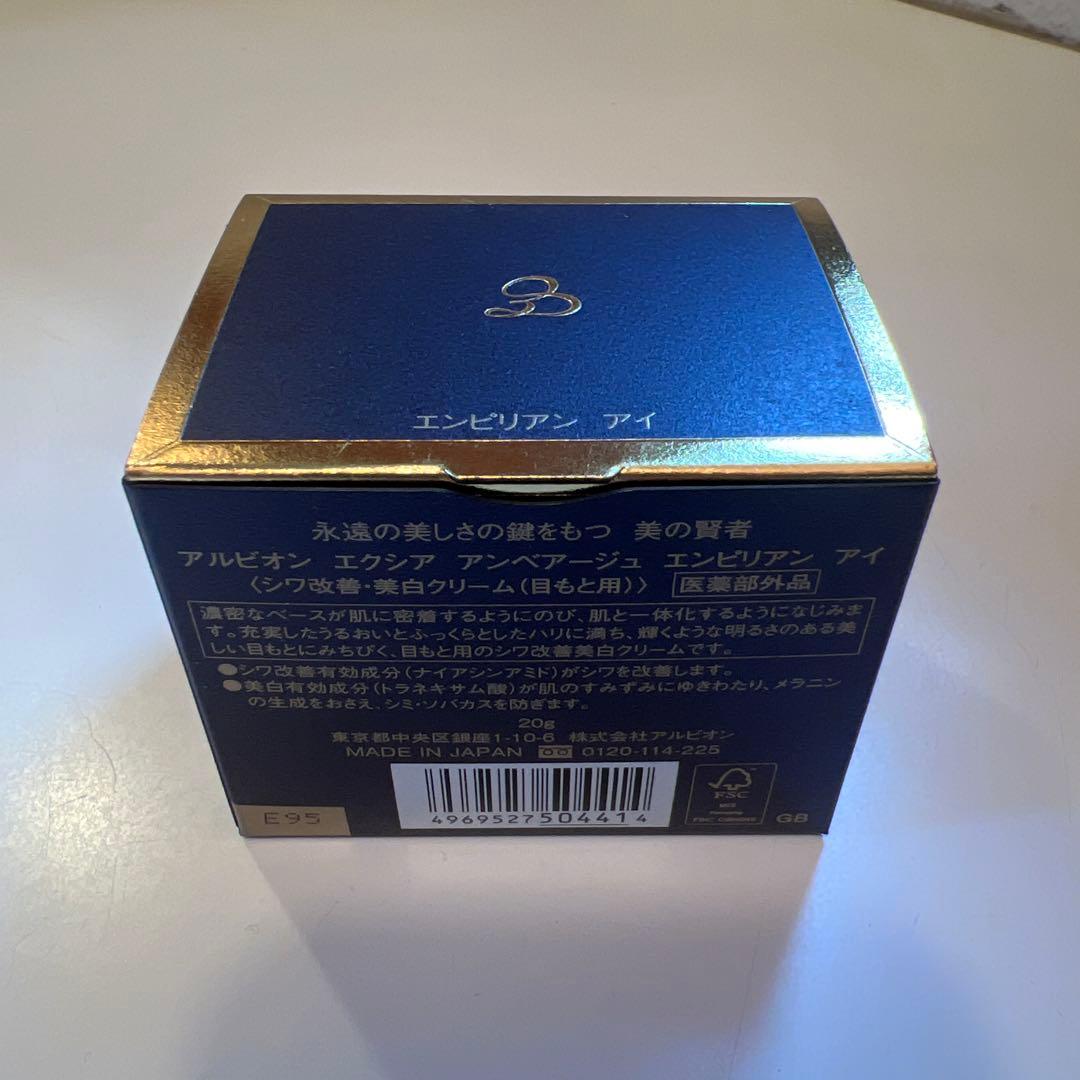 エンピリアン アイ
永遠の美しさの鍵をもつ 美の賢者
アルビオン エクシア アンベアージュ エンピリアン アイ
〈シワ改善・美白クリーム(目もと用)〉 医薬部外品
濃密なベースが肌に密着するようにのび、肌と一体化するようになじみま
す。充実したうるおいとふっくらとしたハリに満ち、輝くような明るさのある美
しい目もとにみちびく、目もと用のシワ改善美白クリームです。
●シワ改善有効成分(ナイアシンアミド)がシワを改善します。
●美白有効成分(トラネキサム酸)が肌のすみずみにゆきわたり、メラニン
の生成をおさえ、シミ・ソバカスを防ぎます。
20g
東京都中央区銀座1-10-6 株式会社アルビオン
MADE IN JAPAN 0120-114-225
E95
4969527504414
FSC
GB